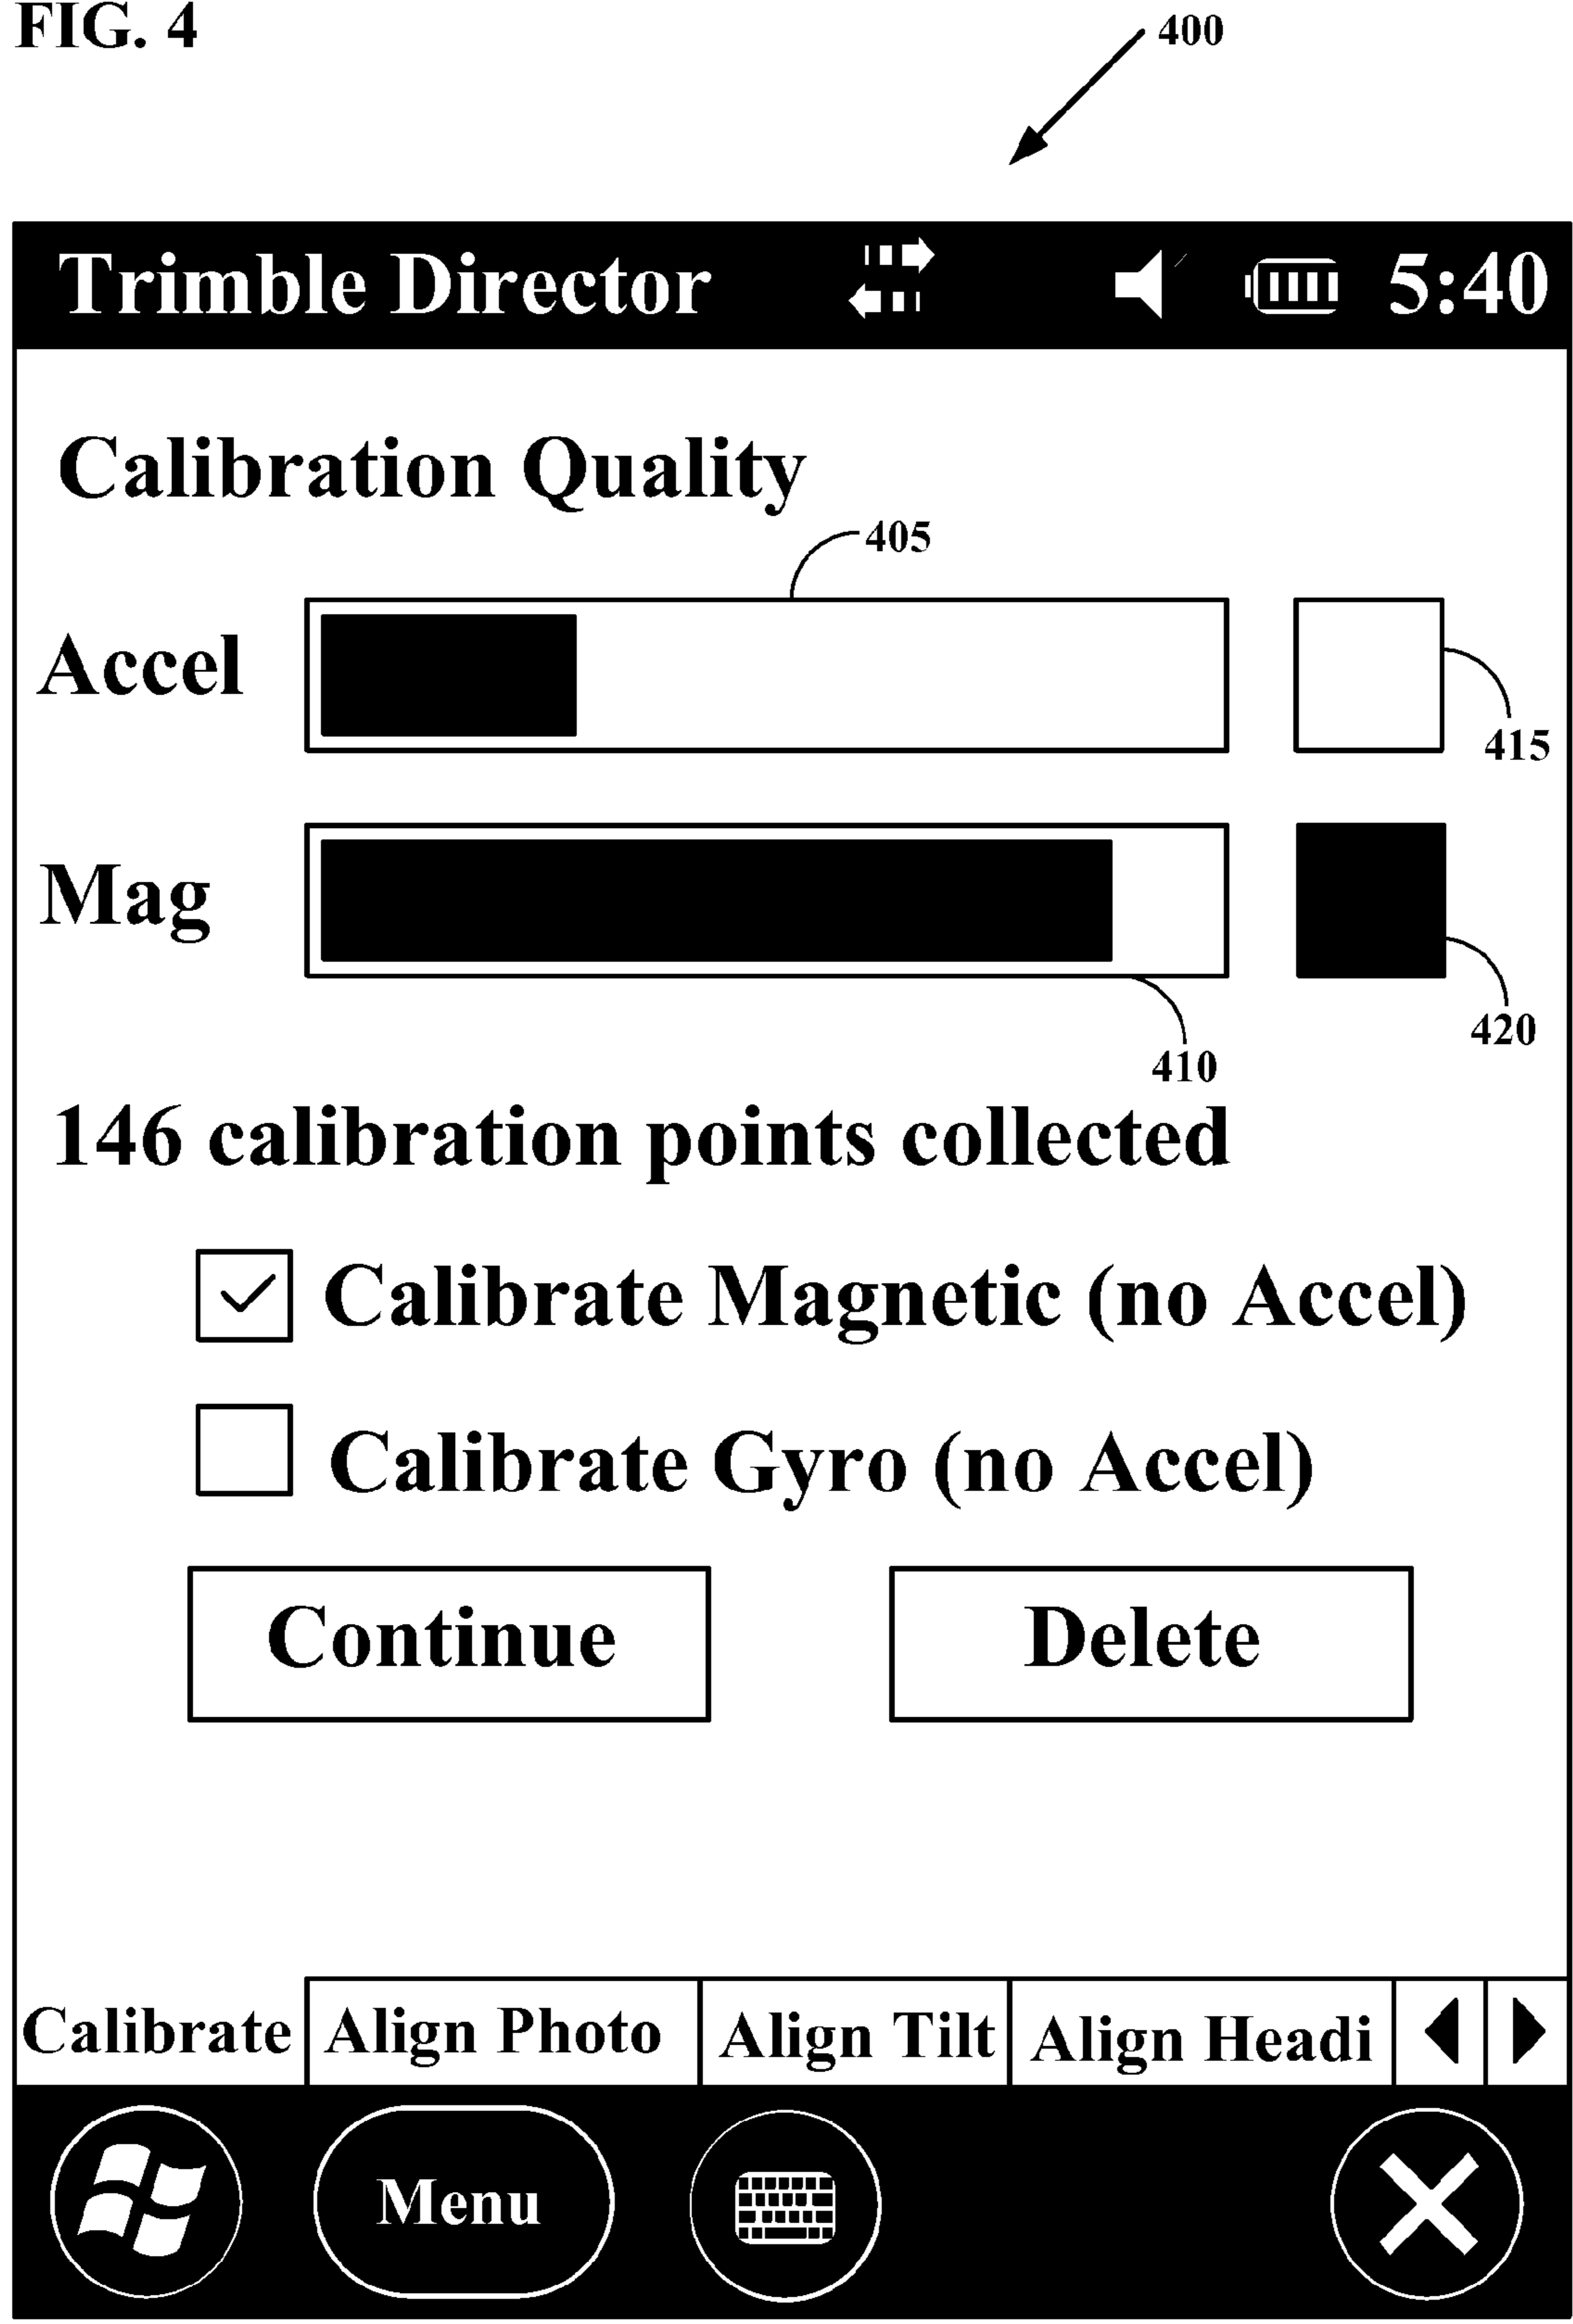 FIG. 4
400
Trimble Director 5:40
Calibration Quality
405
Accel
415
Mag
420
410
146 calibration points collected
Calibrate Magnetic (no Accel)
Calibrate Gyro (no Accel)
Continue Delete
Calibrate Align Photo Align Tilt Align Headi
Menu